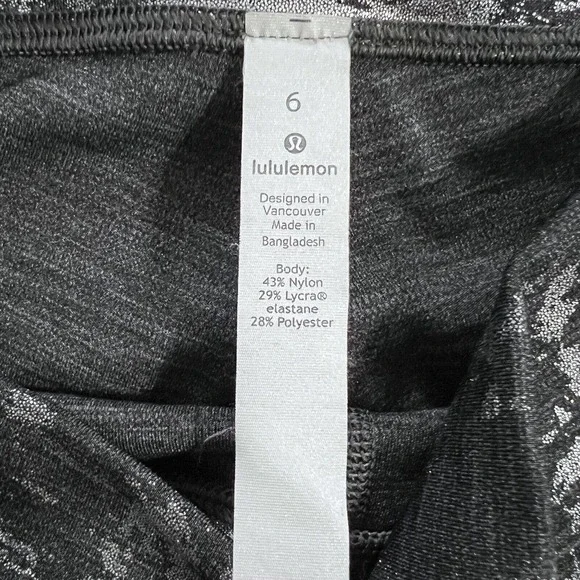 6
lululemon
Designed in
Vancouver
Made in
Bangladesh
Body:
43% Nylon
29% Lycra®
elastane
28% Polyester